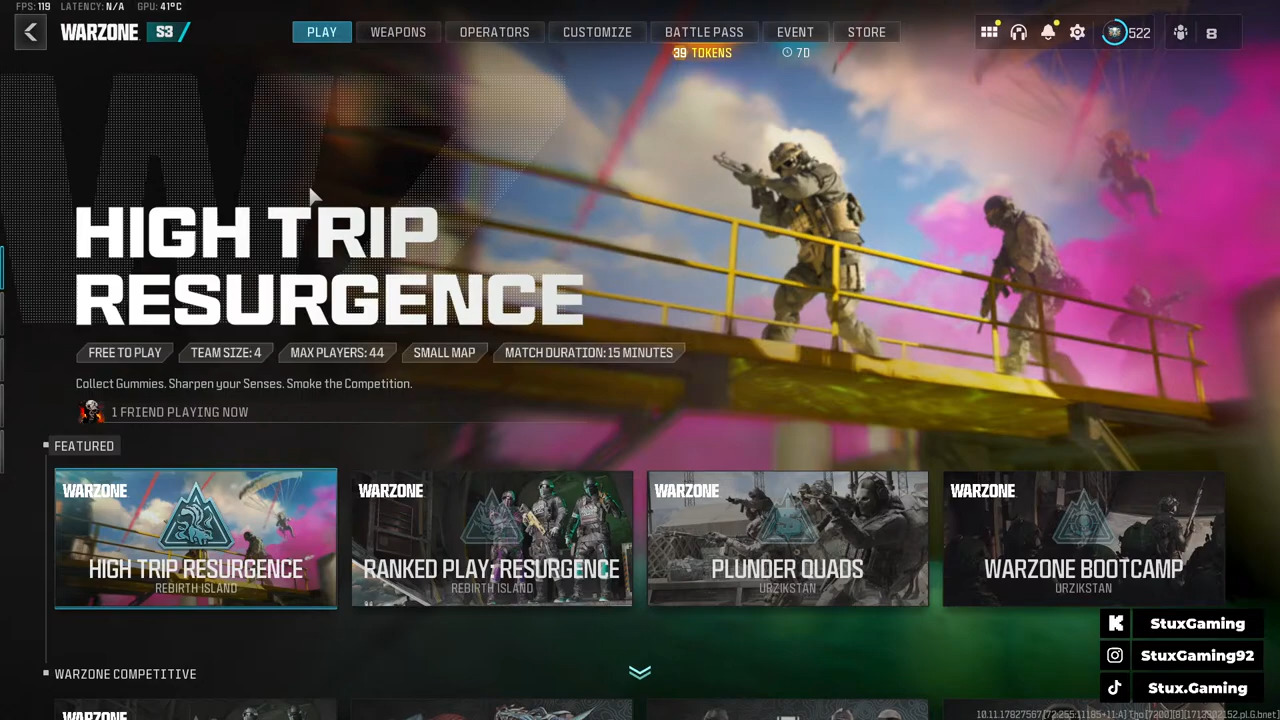 FPS: 119 LATENCY: N/A GPU: 41°C
WARZONE S3
PLAY
WEAPONS
OPERATORS
CUSTOMIZE
BATTLE PASS
EVENT
STORE
39 TOKENS
7D
522
8
HIGH TRIP
RESURGENCE
FREE TO PLAY
TEAM SIZE: 4
MAX PLAYERS: 44
SMALL MAP
MATCH DURATION: 15 MINUTES
Collect Gummies. Sharpen your Senses. Smoke the Competition.
1 FRIEND PLAYING NOW
FEATURED
WARZONE
HIGH TRIP RESURGENCE
REBIRTH ISLAND
WARZONE
RANKED PLAY: RESURGENCE
REBIRTH ISLAND
WARZONE
PLUNDER QUADS
URZIKSTAN
WARZONE
WARZONE BOOTCAMP
URZIKSTAN
K StuxGaming
StuxGaming92
Stux.Gaming
WARZONE COMPETITIVE
WARZONE
WARZONE